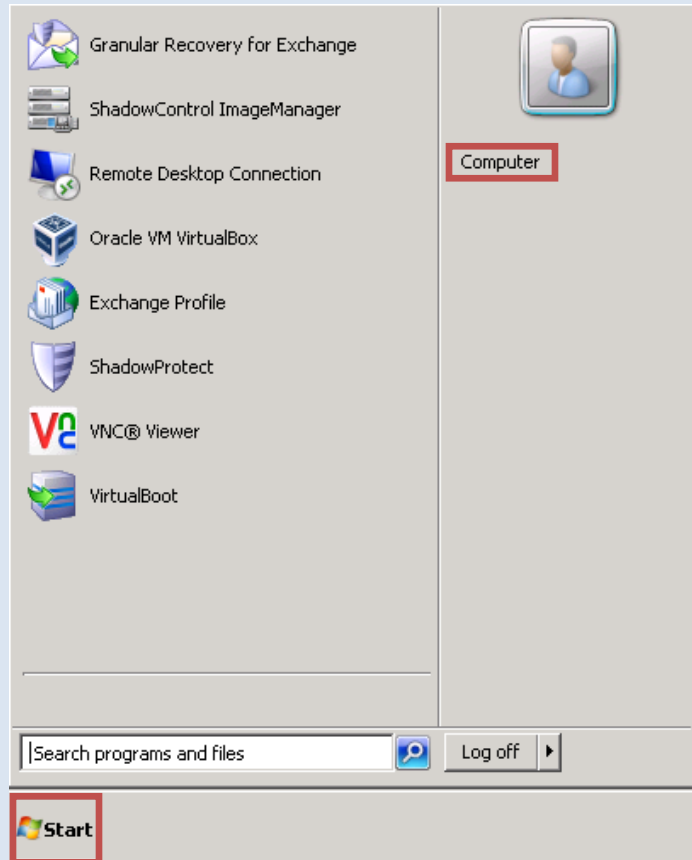 Granular Recovery for Exchange
ShadowControl ImageManager
Remote Desktop Connection
Oracle VM VirtualBox
Exchange Profile
ShadowProtect
VNC® Viewer
VirtualBoot
Computer
Search programs and files
Log off
Start